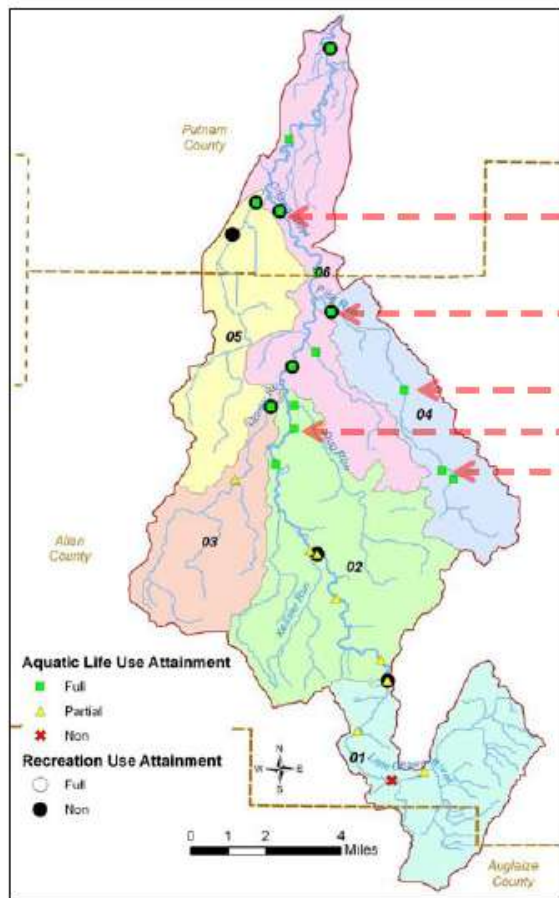 Putnam
County
06
05
04
03
02
01
Allen
County
Aquatic Life Use Attainment
Full
Partial
Non
Recreation Use Attainment
Full
Non
N
W E
S
0 1 2 4
Miles
Auglaize
County